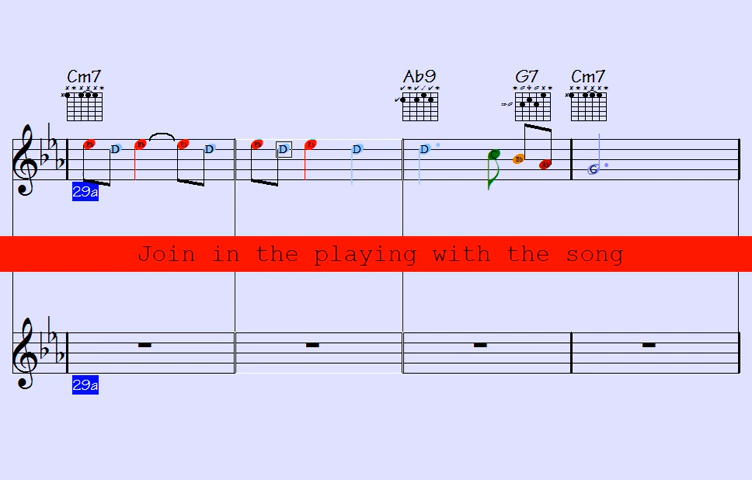 Cm7 Ab9 G7 Cm7
D D D D D G
29a
Join in the playing with the song
29a